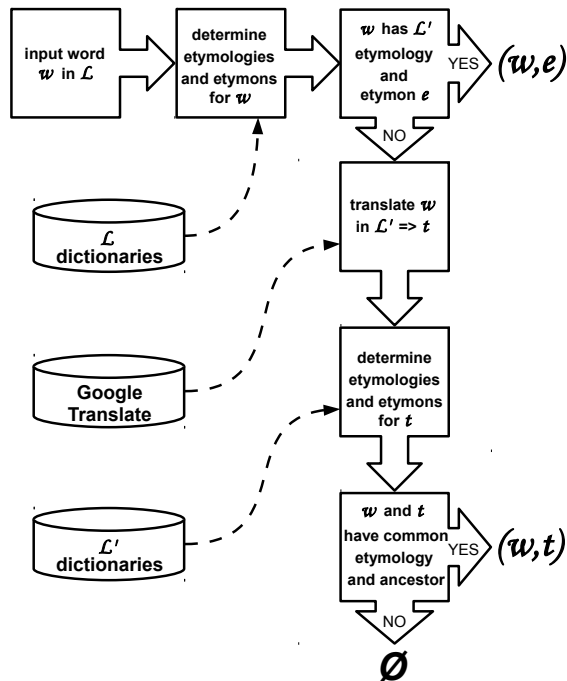 input word
w in ℒ
determine
etymologies
and etymons
for w
w has ℒ'
etymology
and
etymon e
YES
(w,e)
NO
translate w
in ℒ' => t
ℒ
dictionaries
Google
Translate
determine
etymologies
and etymons
for t
ℒ'
dictionaries
w and t
have common
etymology
and ancestor
YES
(w,t)
NO
Ø